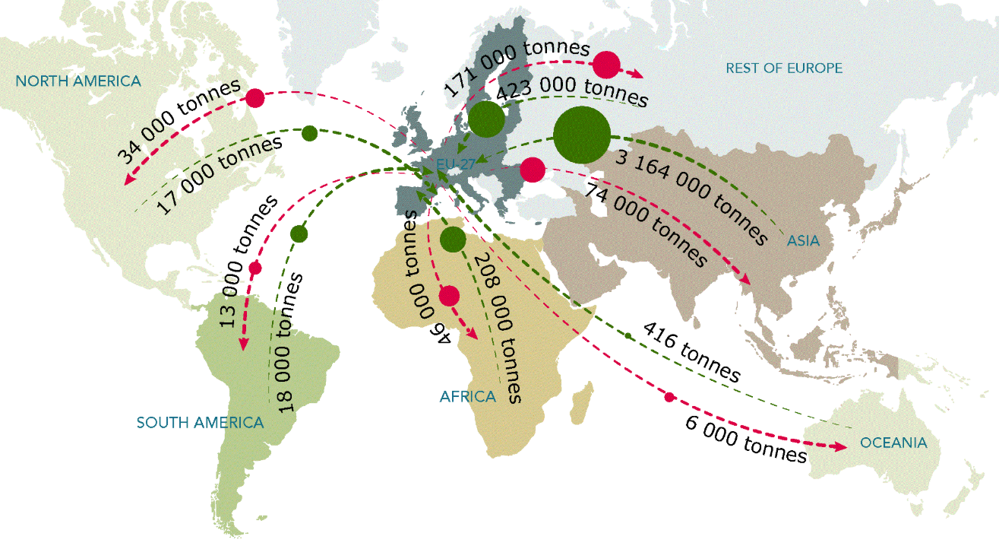 171 000 tonnes
423 000 tonnes
REST OF EUROPE
NORTH AMERICA
34 000 tonnes
17 000 tonnes
EU-27
3 164 000 tonnes
74 000 tonnes
ASIA
13 000 tonnes
18 000 tonnes
46 000 tonnes
208 000 tonnes
416 tonnes
AFRICA
SOUTH AMERICA
6 000 tonnes
OCEANIA